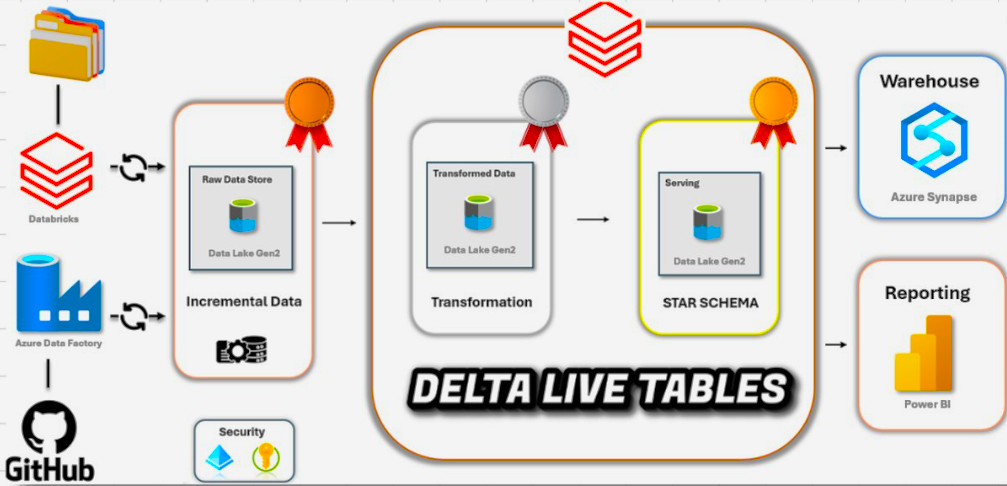 Databricks
Azure Data Factory
GitHub
Raw Data Store
Data Lake Gen2
Incremental Data
Security
Transformed Data
Data Lake Gen2
Transformation
Serving
Data Lake Gen2
STAR SCHEMA
DELTA LIVE TABLES
Warehouse
Azure Synapse
Reporting
Power BI